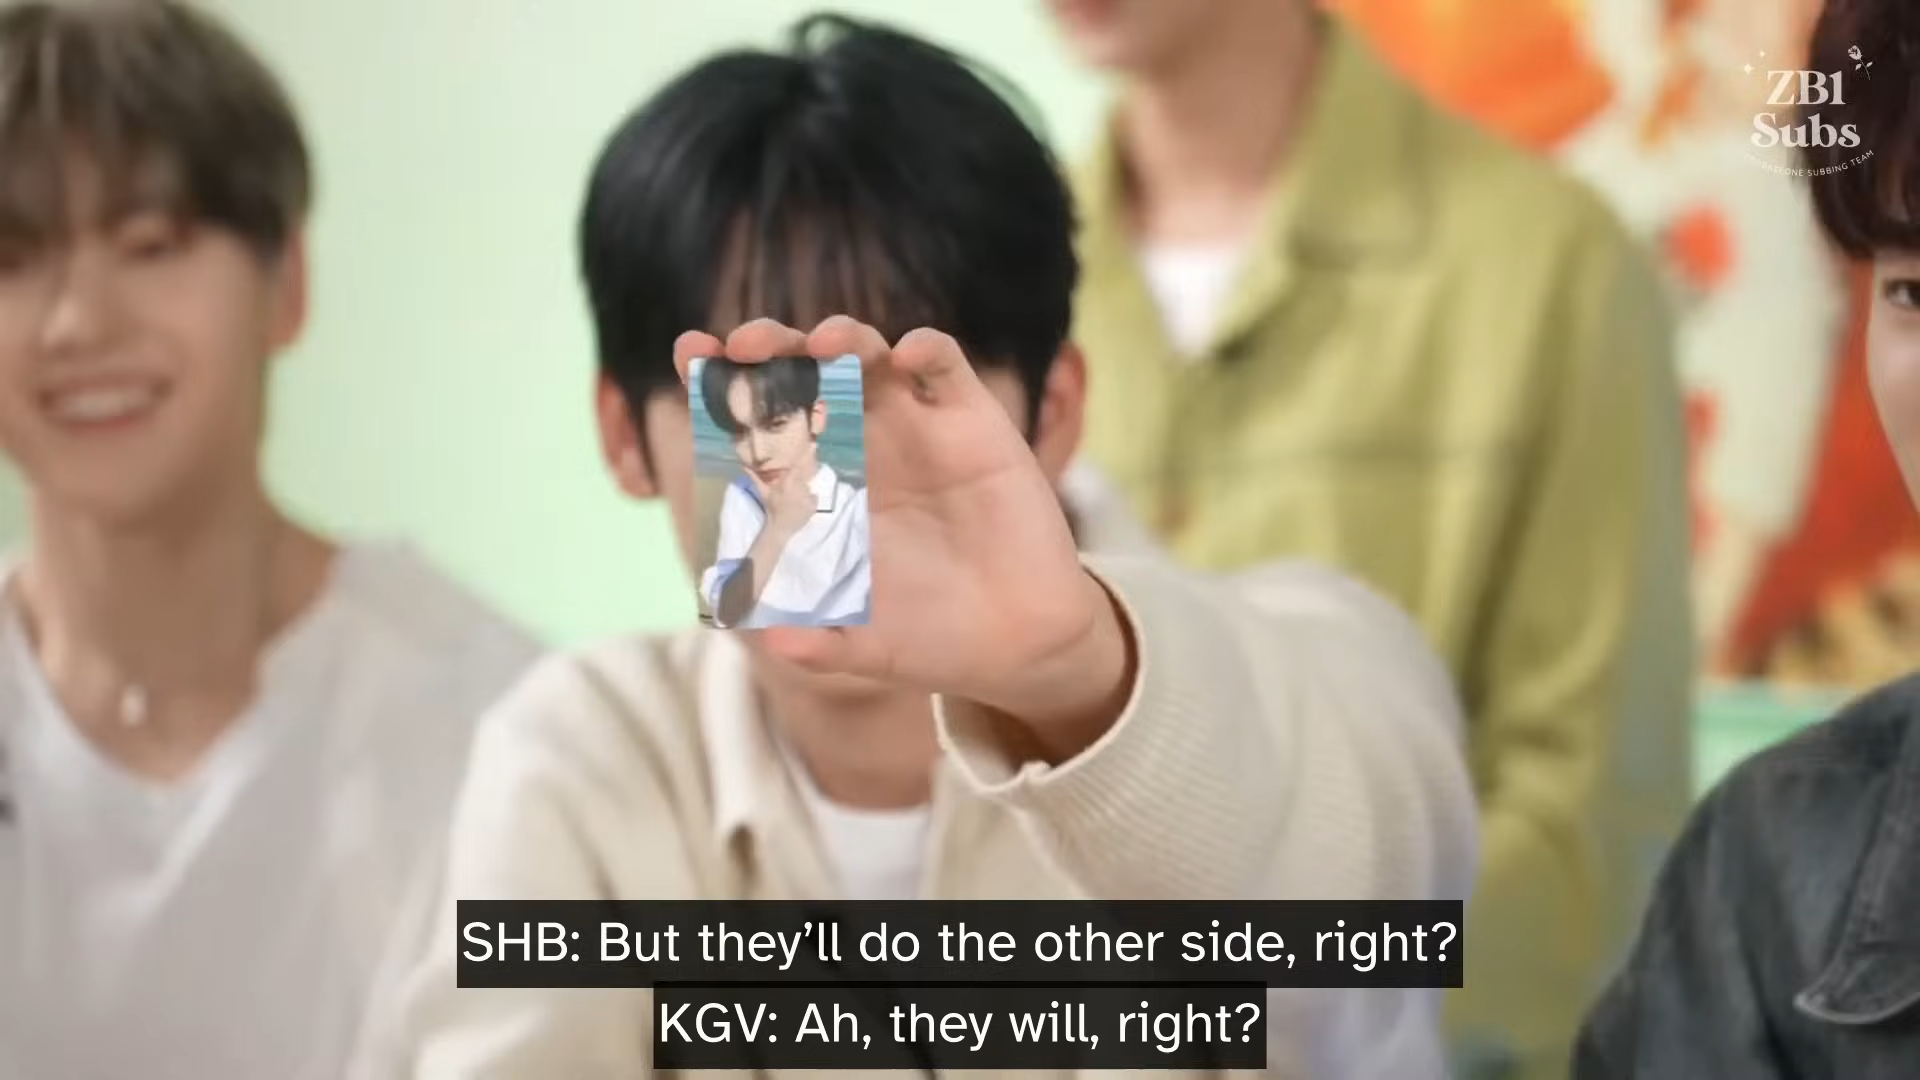 ZB1
Subs
SHB: But they’ll do the other side, right?
KGV: Ah, they will, right?